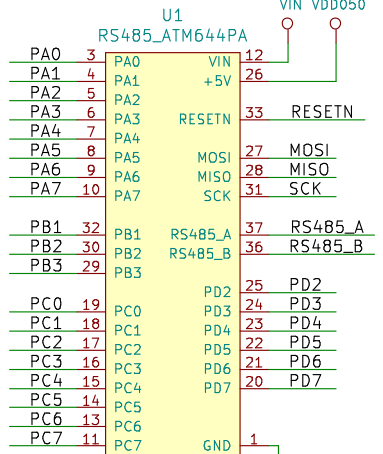 VIN VDD050
U1
RS485_ATM644PA
PA0 3 PA0 VIN 12
PA1 4 PA1 +5V 26
PA2 5 PA2
PA3 6 PA3 RESETN 33 RESETN
PA4 7 PA4
PA5 8 PA5 MOSI 27 MOSI
PA6 9 PA6 MISO 28 MISO
PA7 10 PA7 SCK 31 SCK
PB1 32 PB1 RS485_A 37 RS485_A
PB2 30 PB2 RS485_B 36 RS485_B
PB3 29 PB3
PD2 25 PD2
PC0 19 PC0 PD3 24 PD3
PC1 18 PC1 PD4 23 PD4
PC2 17 PC2 PD5 22 PD5
PC3 16 PC3 PD6 21 PD6
PC4 15 PC4 PD7 20 PD7
PC5 14 PC5
PC6 13 PC6
PC7 11 PC7 GND 1